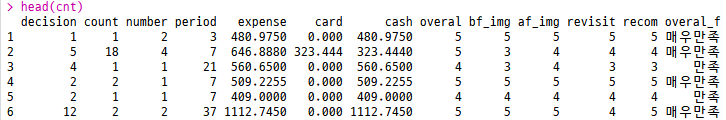 > head(cnt)
decision count number period expense card cash overal bf_img af_img revisit recom overal_f
1 1 1 2 3 480.9750 0.000 480.9750 5 5 5 5 5 매우만족
2 5 18 4 7 646.8880 323.444 323.4440 5 3 4 4 4 매우만족
3 4 1 1 21 560.6500 0.000 560.6500 4 3 4 3 3 만족
4 2 2 1 7 509.2255 0.000 509.2255 5 5 5 5 5 매우만족
5 2 1 1 7 409.0000 0.000 409.0000 4 4 4 4 4 만족
6 12 2 2 37 1112.7450 0.000 1112.7450 5 5 5 4 5 매우만족